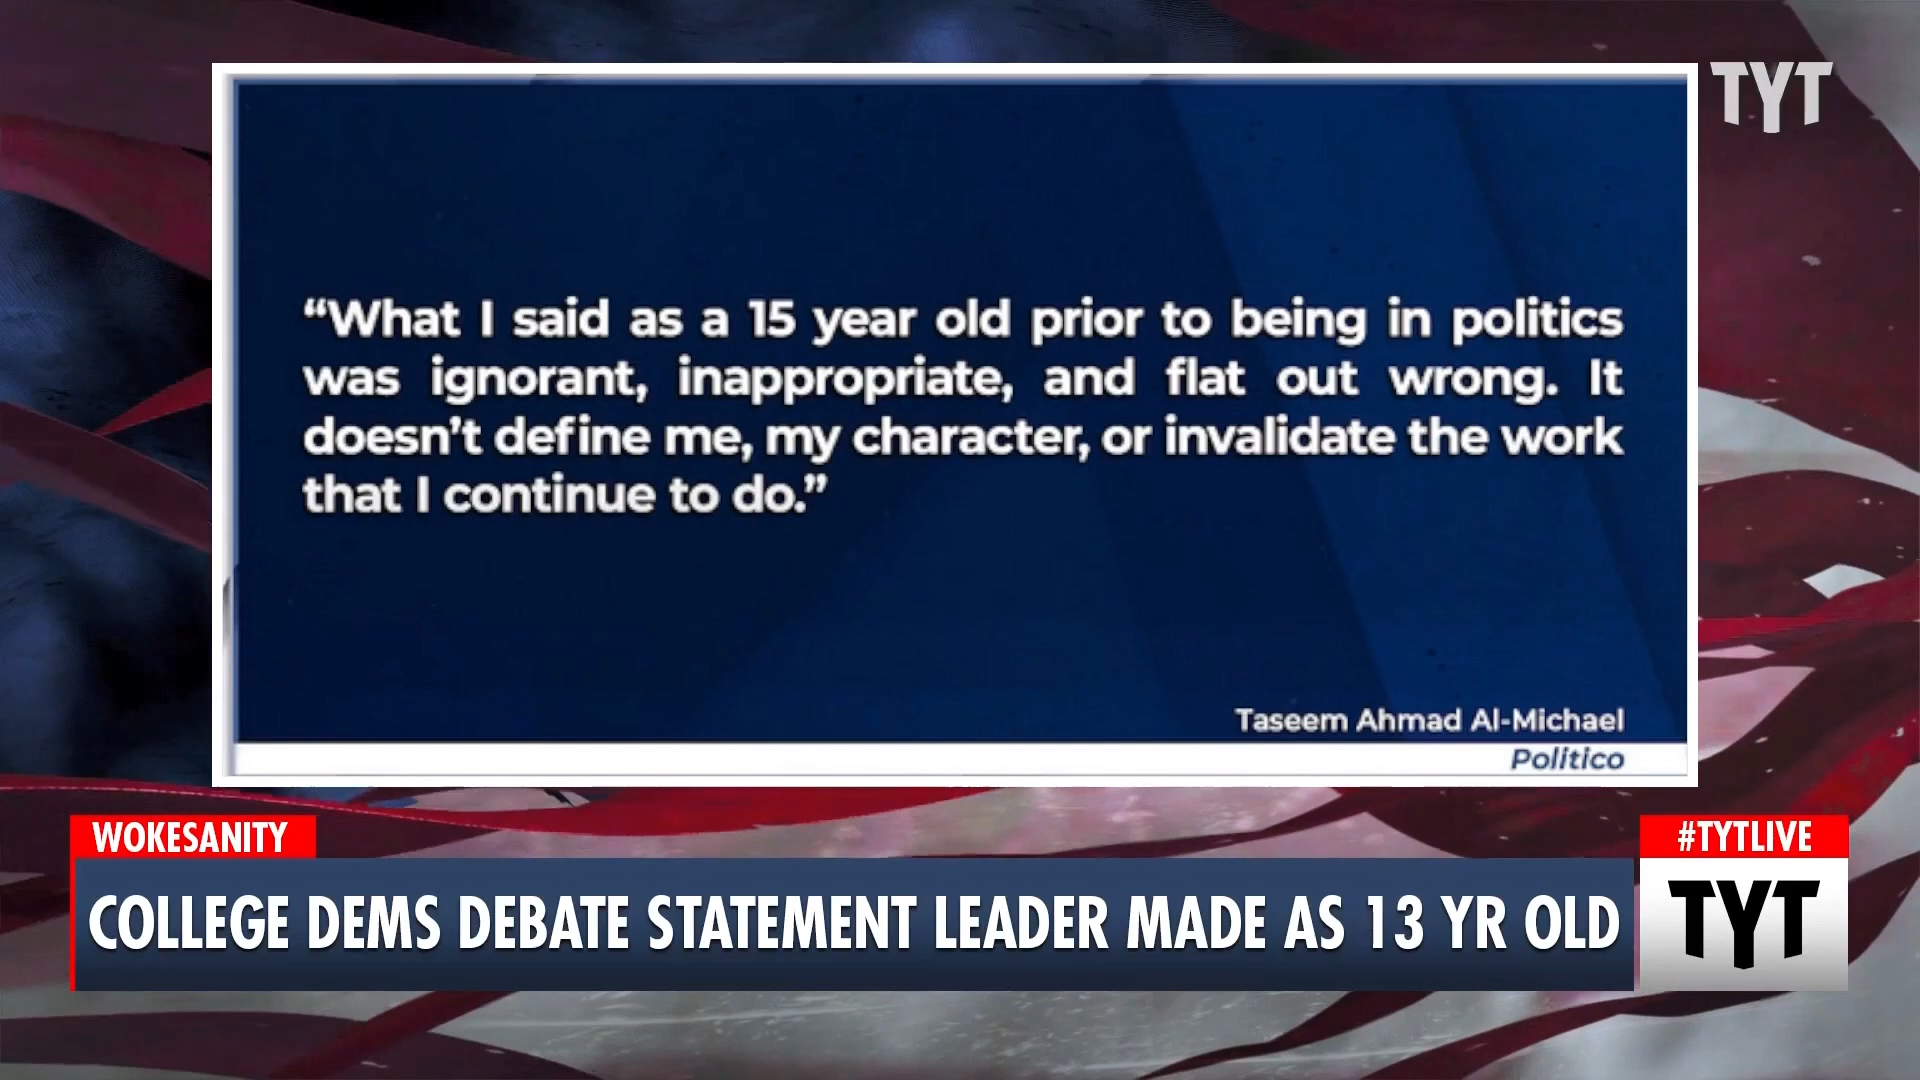 TYT
“What I said as a 15 year old prior to being in politics
was ignorant, inappropriate, and flat out wrong. It
doesn’t define me, my character, or invalidate the work
that I continue to do.”
Taseem Ahmad Al-Michael
Politico
WOKESANITY
#TYTLIVE
COLLEGE DEMS DEBATE STATEMENT LEADER MADE AS 13 YR OLD
TYT